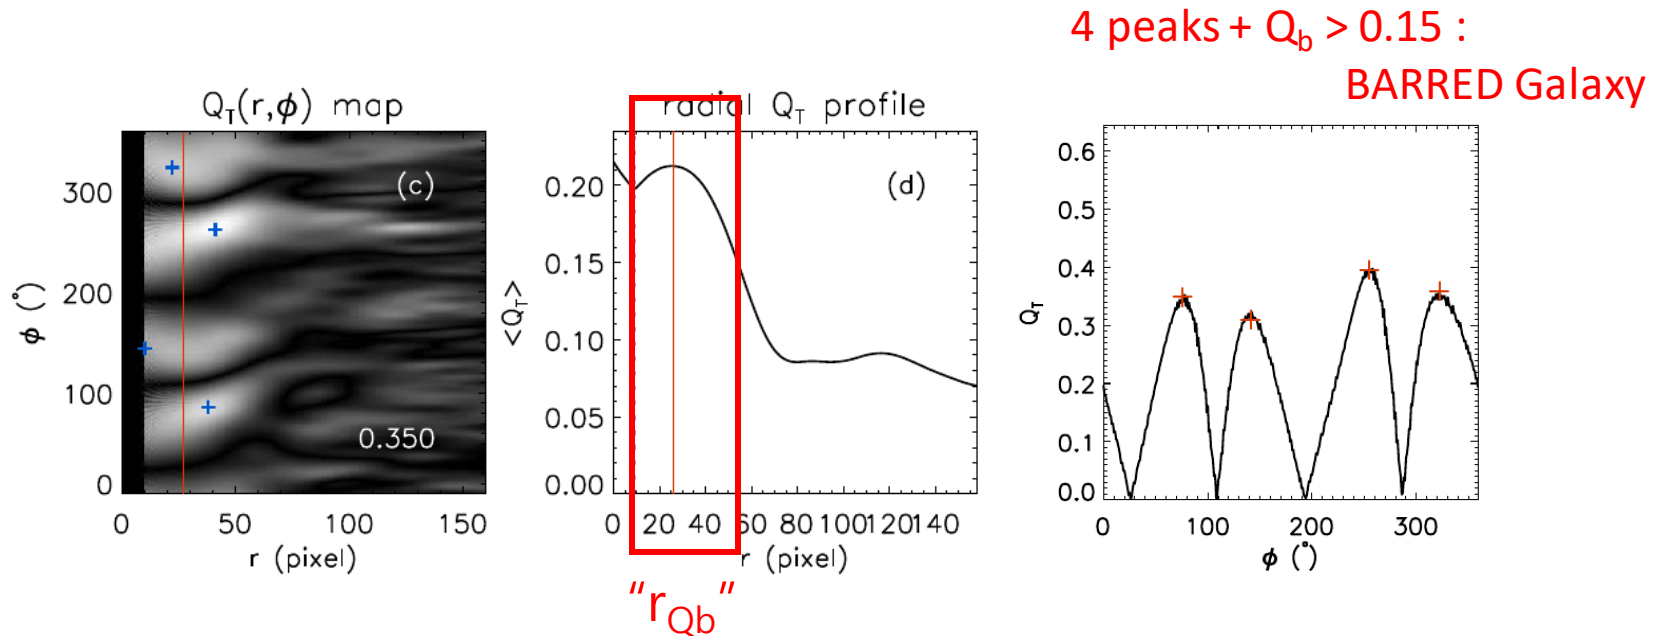 4 peaks + Q_b > 0.15 :
BARRED Galaxy
Q_T(r,ϕ) map
(c)
0.350
300
200
100
0
ϕ (°)
0 50 100 150
r (pixel)
radial Q_T profile
(d)
0.20
0.15
0.10
0.05
0.00
<Q_T>
0 20 40 60 80 100 120 140
r (pixel)
"r_Qb"
0.6
0.5
0.4
0.3
0.2
0.1
0.0
Q_T
0 100 200 300
ϕ (°)